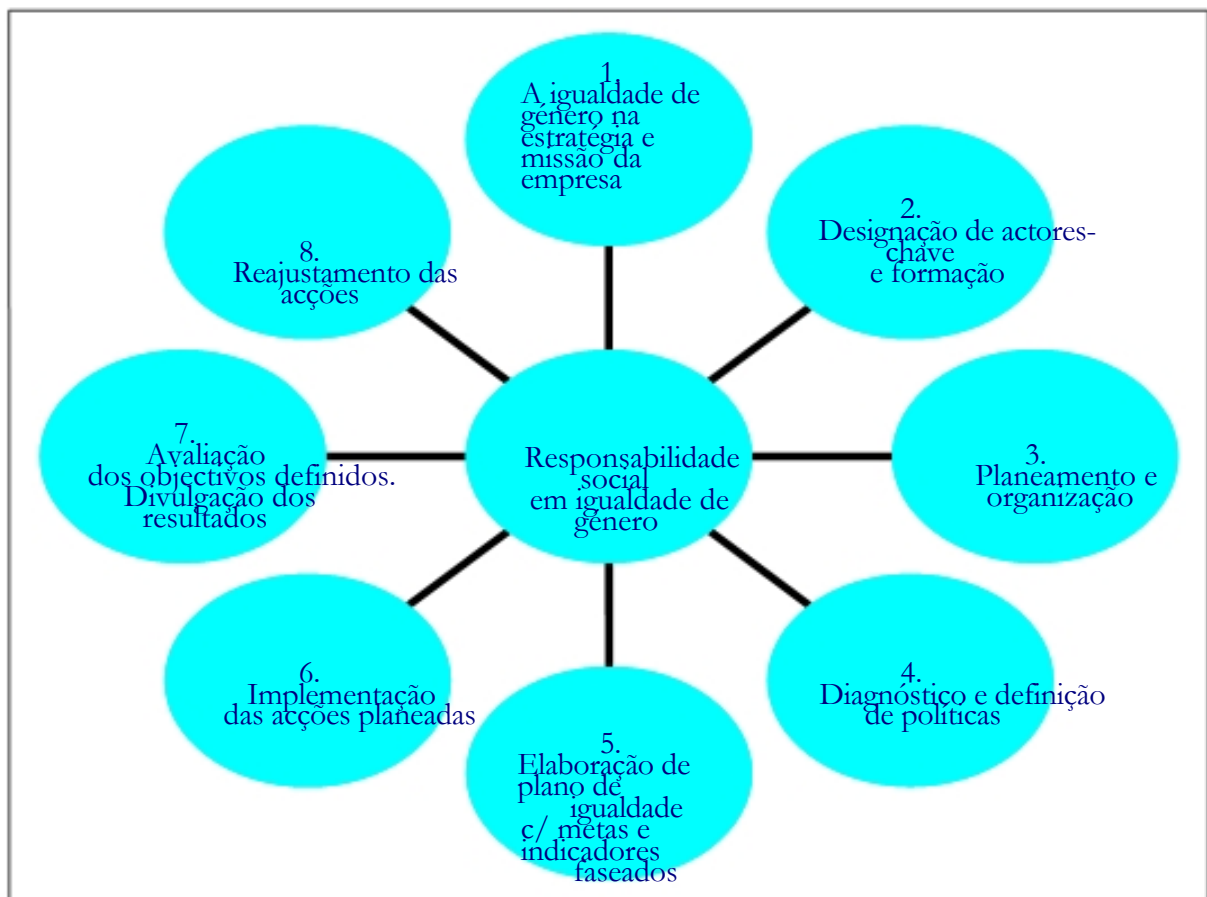 1.
A igualdade de
género na
estratégia e
missão da
empresa
2.
Designação de actores-
chave
e formação
3.
Planeamento e
organização
4.
Diagnóstico e definição
de políticas
5.
Elaboração de
plano de
igualdade
c/ metas e
indicadores
faseados
6.
Implementação
das acções planeadas
7.
Avaliação
dos objectivos definidos.
Divulgação dos
resultados
8.
Reajustamento das
acções
Responsabilidade
social
em igualdade de
género